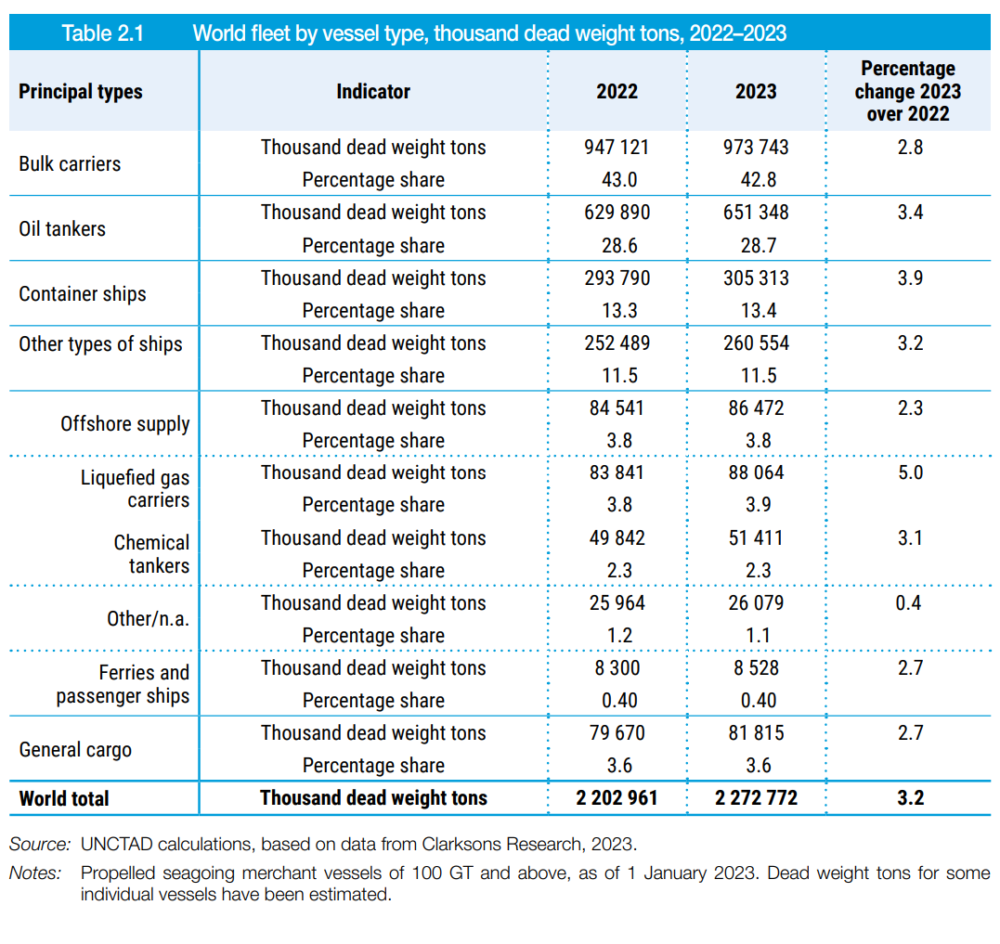 Table 2.1 World fleet by vessel type, thousand dead weight tons, 2022–2023
Principal types Indicator 2022 2023 Percentage change 2023 over 2022
Bulk carriers Thousand dead weight tons 947 121 973 743 2.8
Percentage share 43.0 42.8
Oil tankers Thousand dead weight tons 629 890 651 348 3.4
Percentage share 28.6 28.7
Container ships Thousand dead weight tons 293 790 305 313 3.9
Percentage share 13.3 13.4
Other types of ships Thousand dead weight tons 252 489 260 554 3.2
Percentage share 11.5 11.5
Offshore supply Thousand dead weight tons 84 541 86 472 2.3
Percentage share 3.8 3.8
Liquefied gas carriers Thousand dead weight tons 83 841 88 064 5.0
Percentage share 3.8 3.9
Chemical tankers Thousand dead weight tons 49 842 51 411 3.1
Percentage share 2.3 2.3
Other/n.a. Thousand dead weight tons 25 964 26 079 0.4
Percentage share 1.2 1.1
Ferries and passenger ships Thousand dead weight tons 8 300 8 528 2.7
Percentage share 0.40 0.40
General cargo Thousand dead weight tons 79 670 81 815 2.7
Percentage share 3.6 3.6
World total Thousand dead weight tons 2 202 961 2 272 772 3.2
Source: UNCTAD calculations, based on data from Clarksons Research, 2023.
Notes: Propelled seagoing merchant vessels of 100 GT and above, as of 1 January 2023. Dead weight tons for some
individual vessels have been estimated.